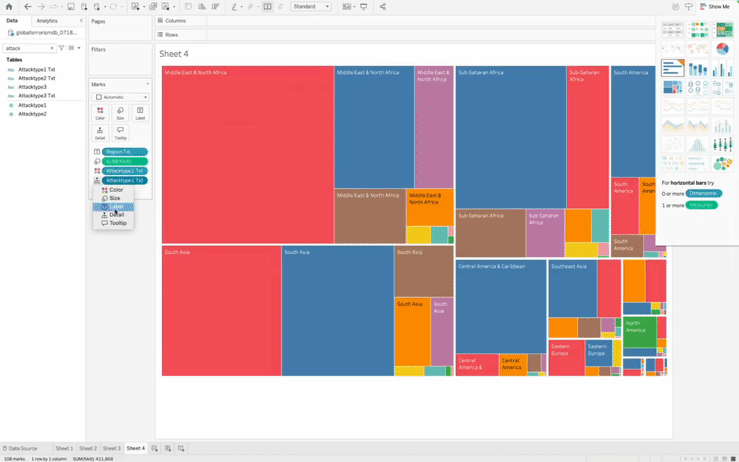 Standard
Show Me
Data
Analytics
Pages
Columns
globalterrorismdb_0718...
Rows
attack
Filters
Sheet 4
Tables
Abc Attacktype1 Txt
Abc Attacktype2 Txt
Abc Attacktype3
Abc Attacktype3 Txt
Attacktype1
Attacktype2
Marks
Automatic
Color
Size
Label
Detail
Tooltip
Region Txt
SUM(Nkill)
Attacktype1 Txt
Attacktype1 Txt
Color
Size
Label
Detail
Tooltip
Middle East & North Africa
Middle East & North Africa
Middle East & North Africa
Middle East & North Africa
Middle East & North Africa
Sub-Saharan Africa
Sub-Saharan Africa
Sub-Saharan Africa
Sub-Saharan Africa
South America
South America
South America
South Am
South Asia
South Asia
South Asia
South Asia
South Asia
Central America & Caribbean
Central America &
Central America
Southeast Asia
Eastern Europe
Eastern Europe
North America
For horizontal bars try
0 or more Dimensions
1 or more Measures
Data Source
Sheet 1
Sheet 2
Sheet 3
Sheet 4
108 marks
1 row by 1 column
SUM(Nkill): 411,868